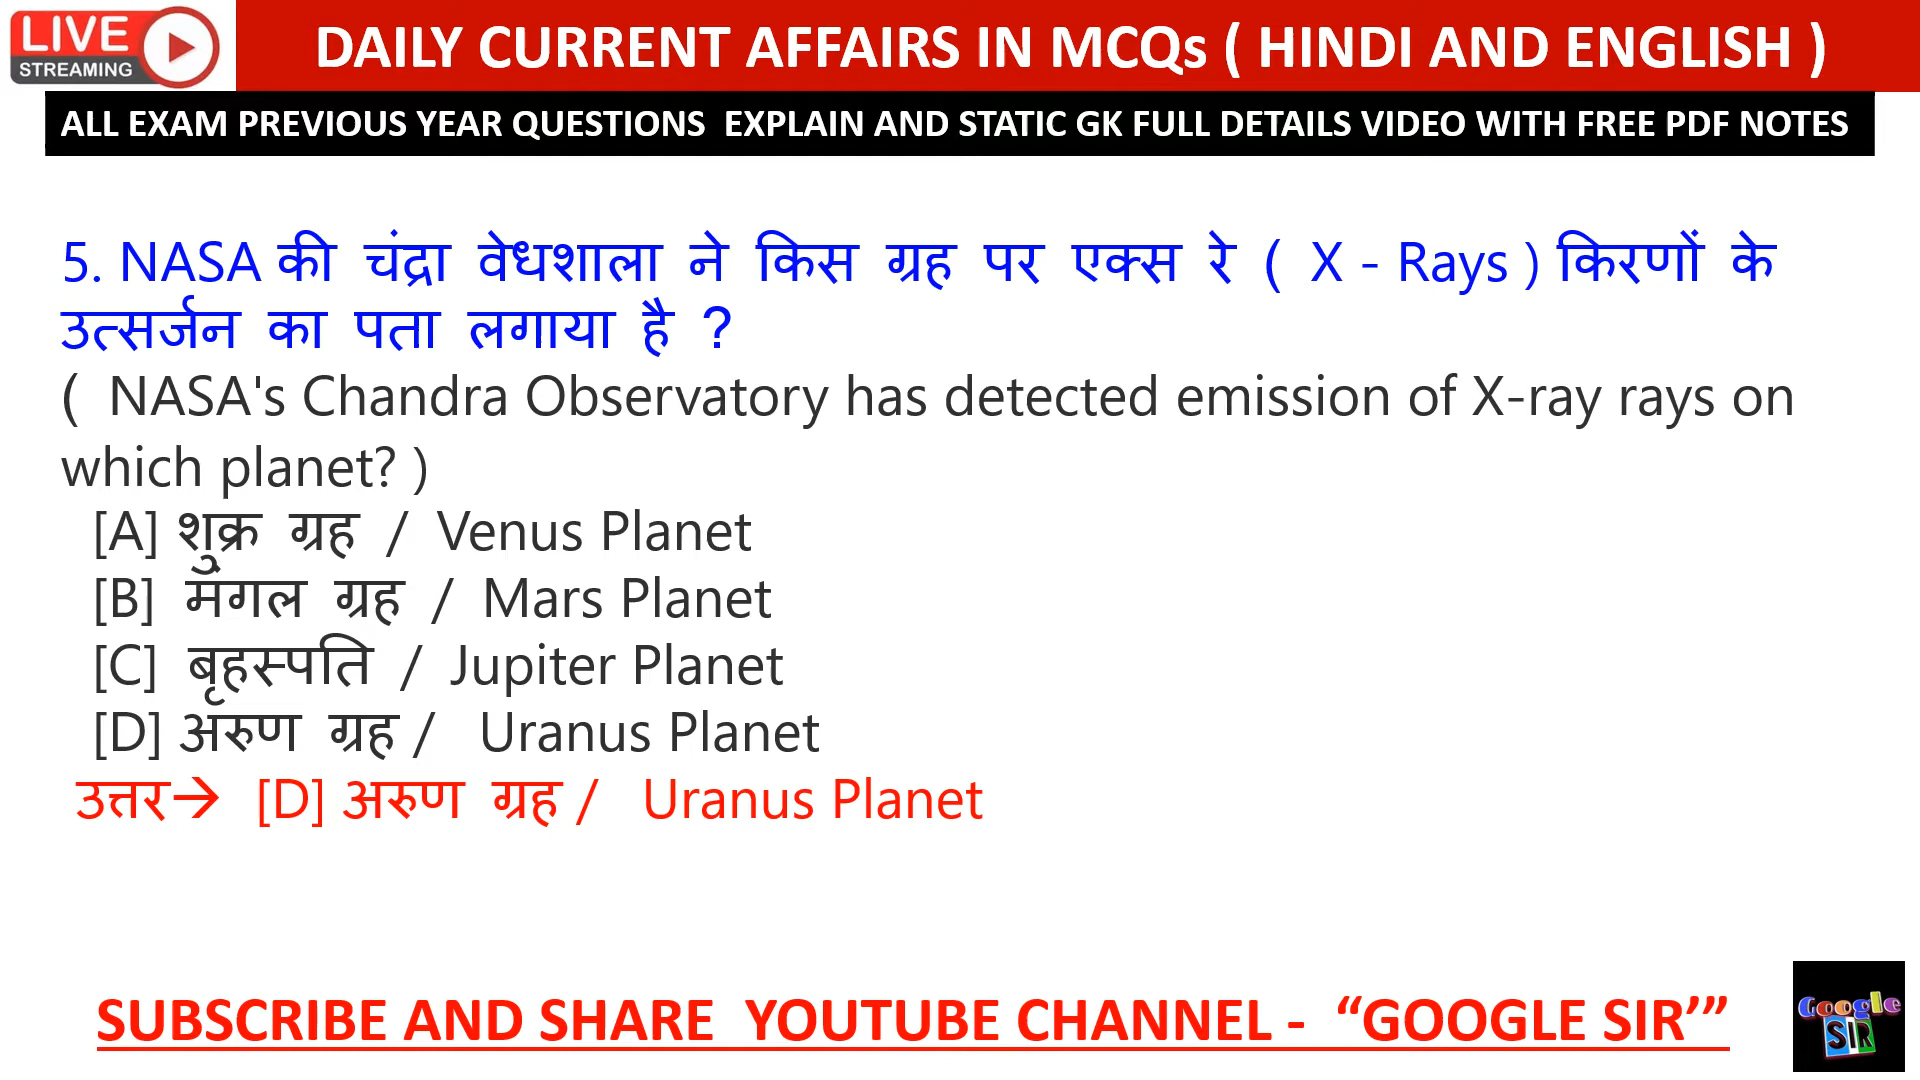 LIVE
STREAMING
DAILY CURRENT AFFAIRS IN MCQs ( HINDI AND ENGLISH )
ALL EXAM PREVIOUS YEAR QUESTIONS EXPLAIN AND STATIC GK FULL DETAILS VIDEO WITH FREE PDF NOTES
5. NASA की चंद्रा वेधशाला ने किस ग्रह पर एक्स रे ( X - Rays ) किरणों के
उत्सर्जन का पता लगाया है ?
( NASA's Chandra Observatory has detected emission of X-ray rays on
which planet? )
[A] शुक्र ग्रह / Venus Planet
[B] मंगल ग्रह / Mars Planet
[C] बृहस्पति / Jupiter Planet
[D] अरुण ग्रह / Uranus Planet
उत्तर→ [D] अरुण ग्रह / Uranus Planet
SUBSCRIBE AND SHARE YOUTUBE CHANNEL - “GOOGLE SIR’”
Google
SIR